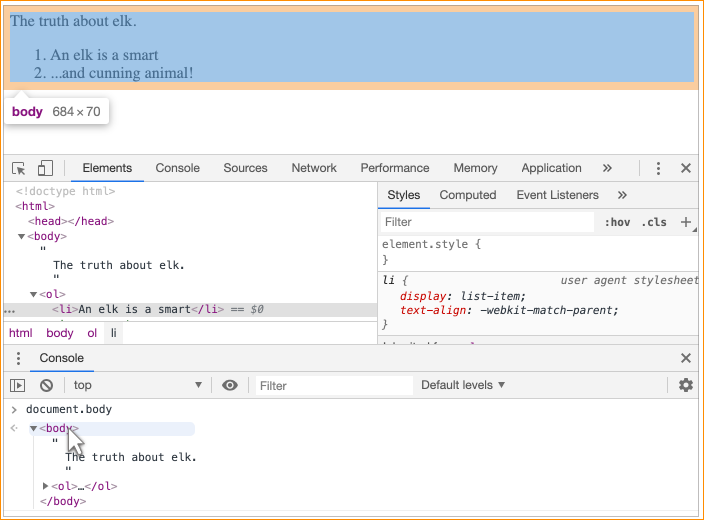 The truth about elk.
1. An elk is a smart
2. ...and cunning animal!
body 684 × 70
Elements Console Sources Network Performance Memory Application »
<!doctype html>
<html>
<head></head>
▼<body>
"
The truth about elk.
"
▼<ol>
… <li>An elk is a smart</li> == $0
html body ol li
Styles Computed Event Listeners »
Filter :hov .cls +
element.style {
}
li { user agent stylesheet
display: list-item;
text-align: -webkit-match-parent;
}
Console
top ▼ Filter Default levels ▼
> document.body
▼<body>
"
The truth about elk.
"
▶<ol>…</ol>
</body>